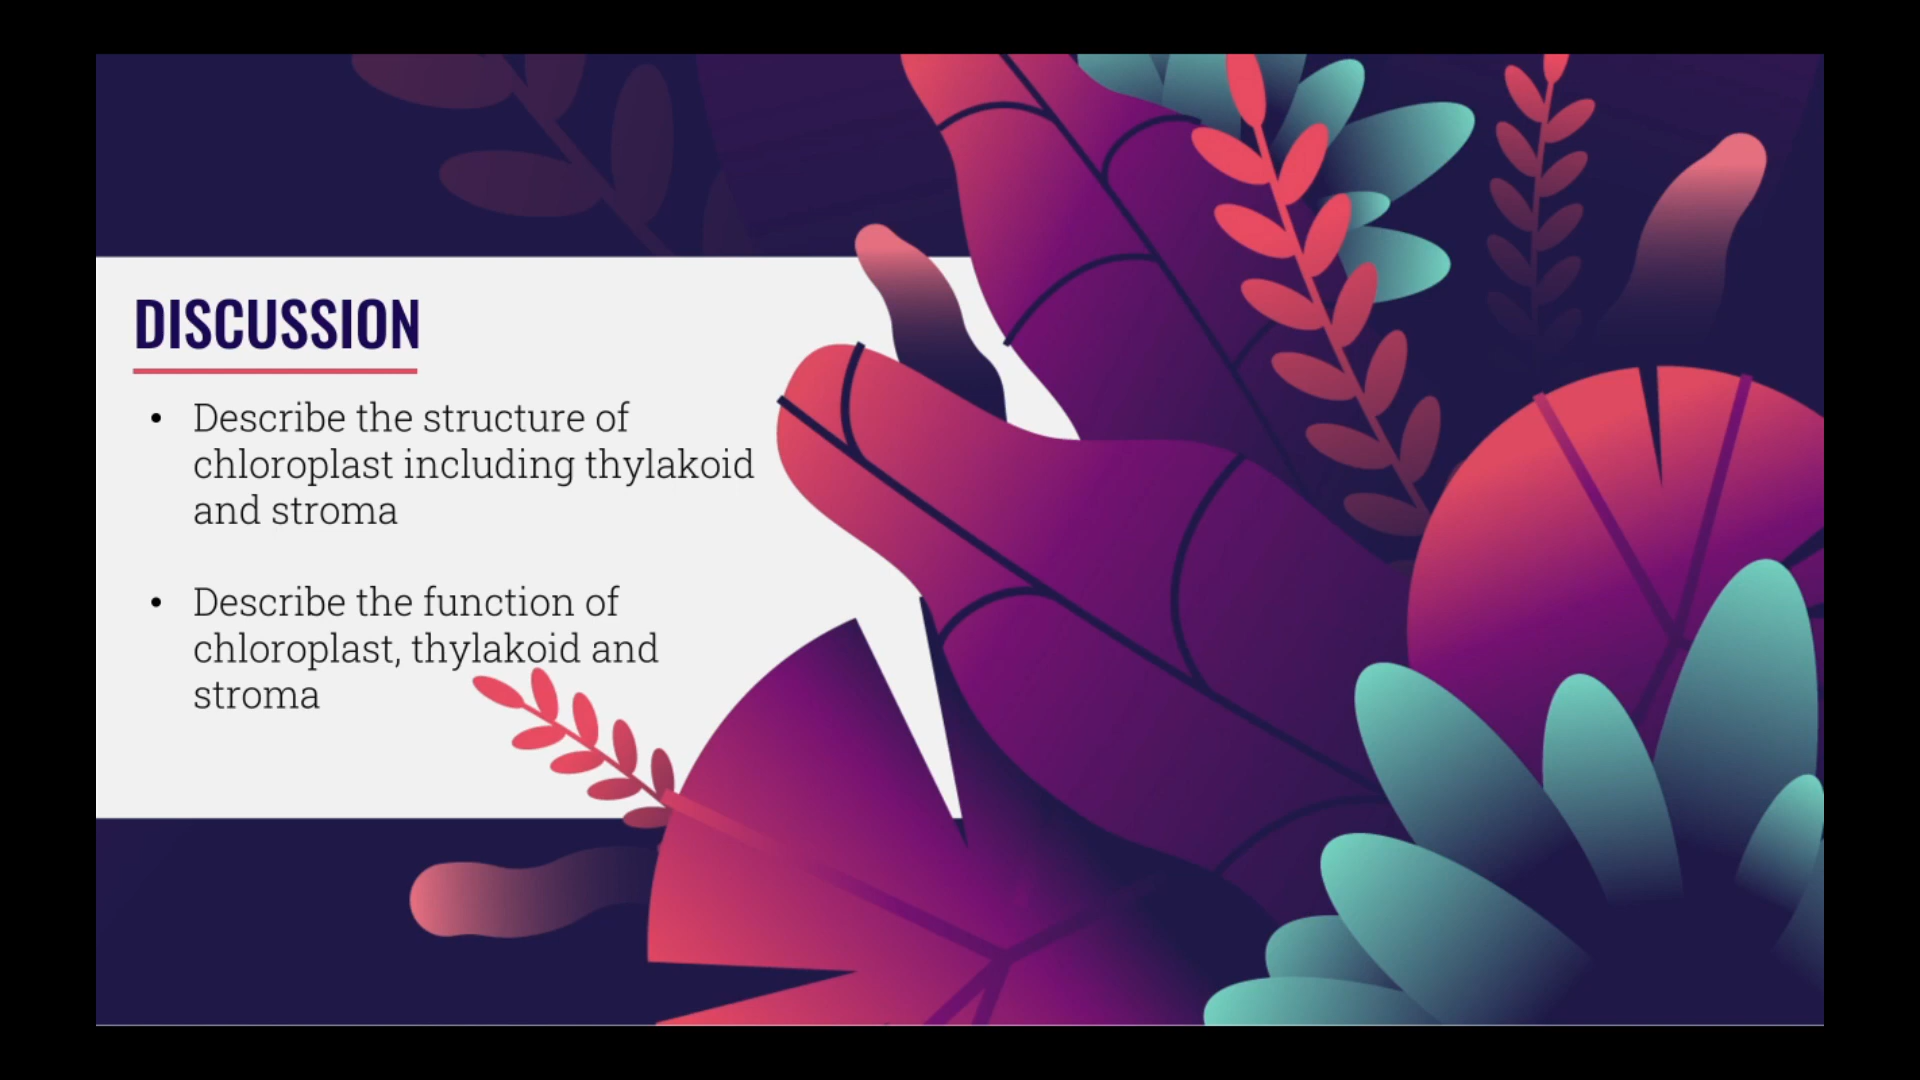 DISCUSSION
• Describe the structure of
chloroplast including thylakoid
and stroma
• Describe the function of
chloroplast, thylakoid and
stroma